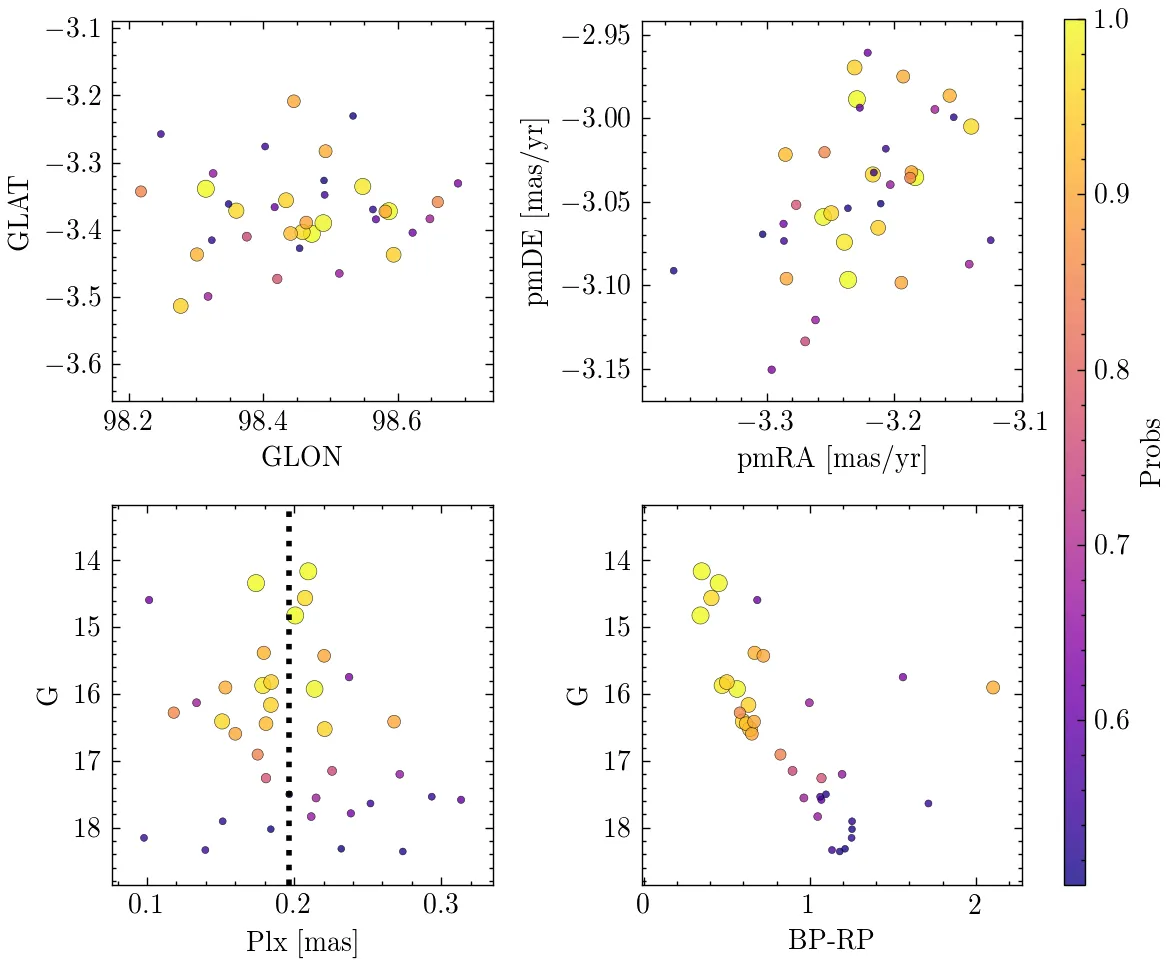 −3.1
−3.2
−3.3
−3.4
−3.5
−3.6
GLAT
98.2 98.4 98.6
GLON
−2.95
−3.00
−3.05
−3.10
−3.15
pmDE [mas/yr]
−3.3 −3.2 −3.1
pmRA [mas/yr]
14
15
16
17
18
G
0.1 0.2 0.3
Plx [mas]
14
15
16
17
18
G
0 1 2
BP-RP
1.0
0.9
0.8
0.7
0.6
Probs